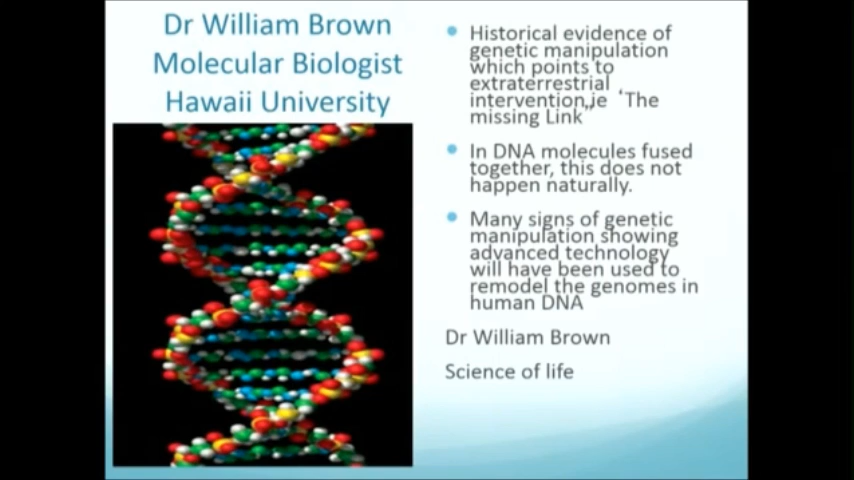 Dr William Brown
Molecular Biologist
Hawaii University
Historical evidence of
genetic manipulation
which points to
extraterrestrial
intervention,ie ‘The
missing Link”
In DNA molecules fused
together, this does not
happen naturally.
Many signs of genetic
manipulation showing
advanced technology
will have been used to
remodel the genomes in
human DNA
Dr William Brown
Science of life